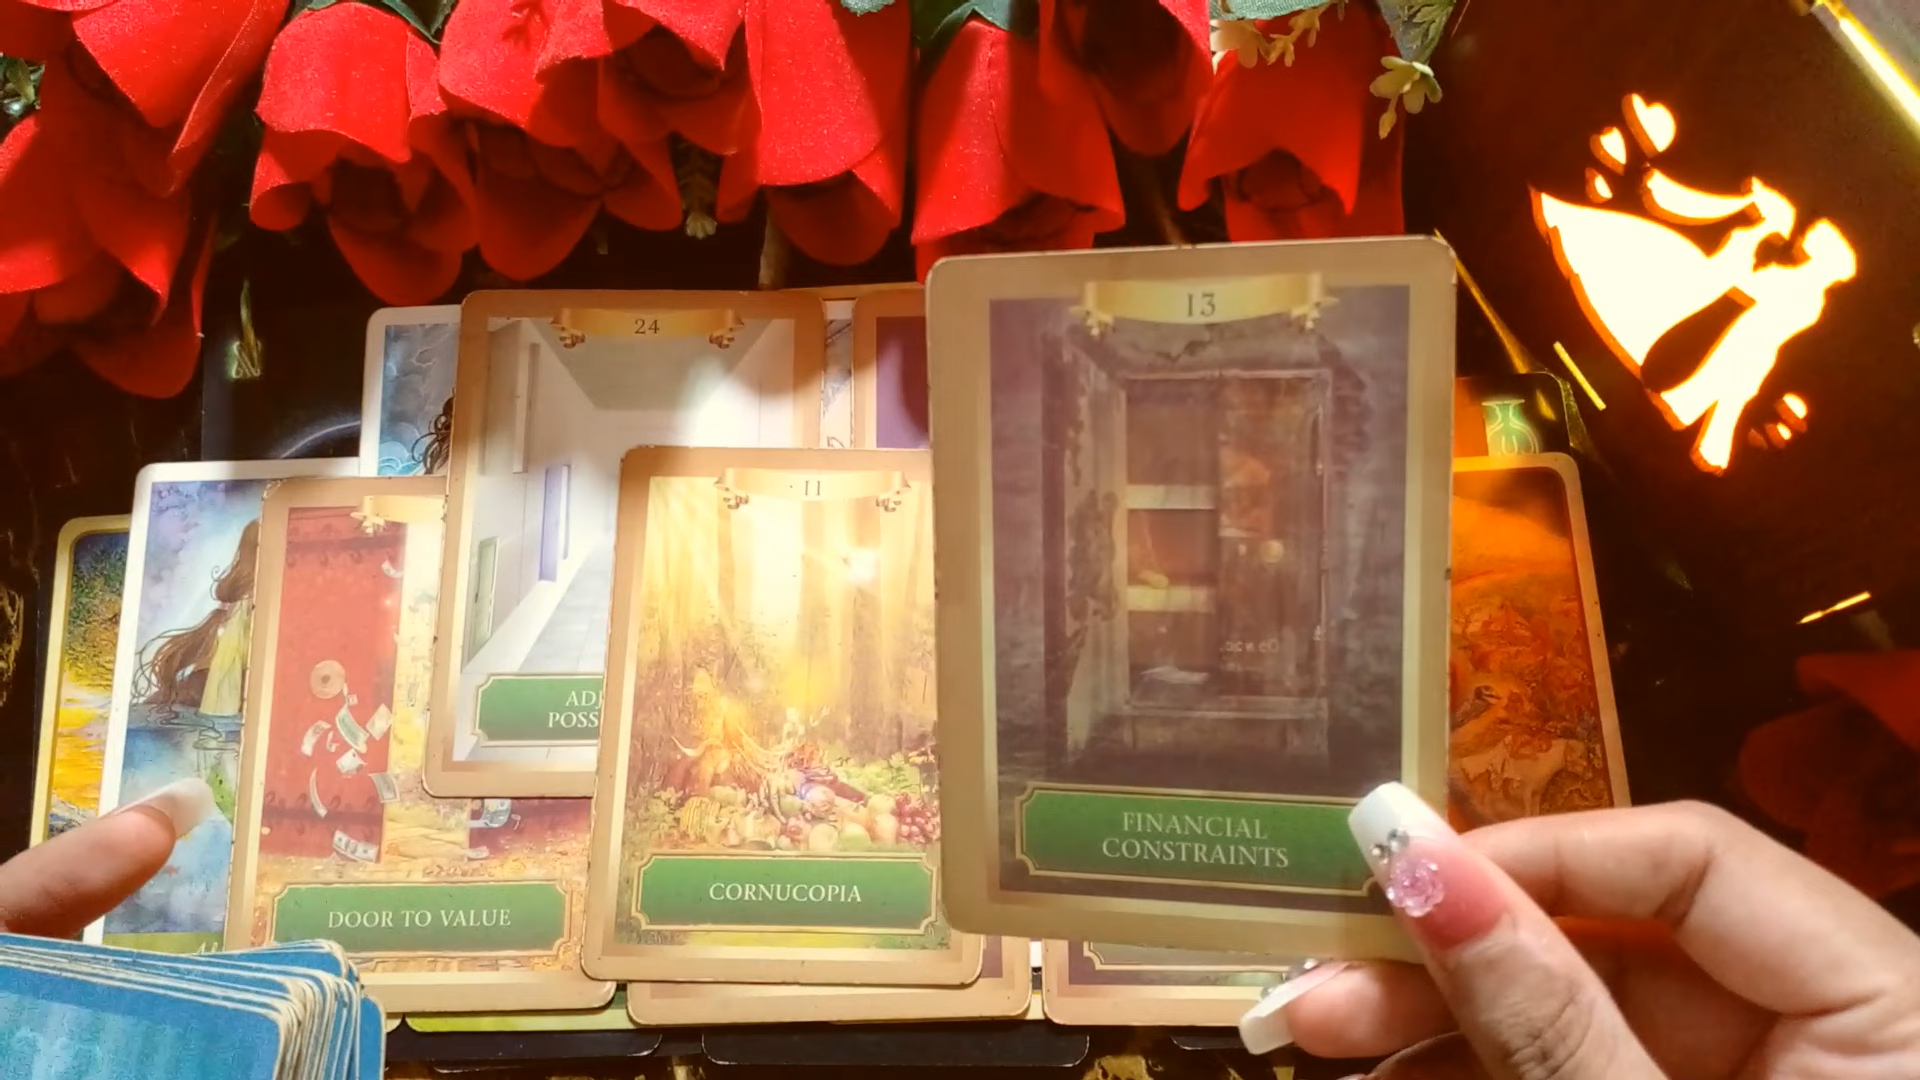 24
ADJ
POSS
DOOR TO VALUE
11
CORNUCOPIA
13
FINANCIAL
CONSTRAINTS